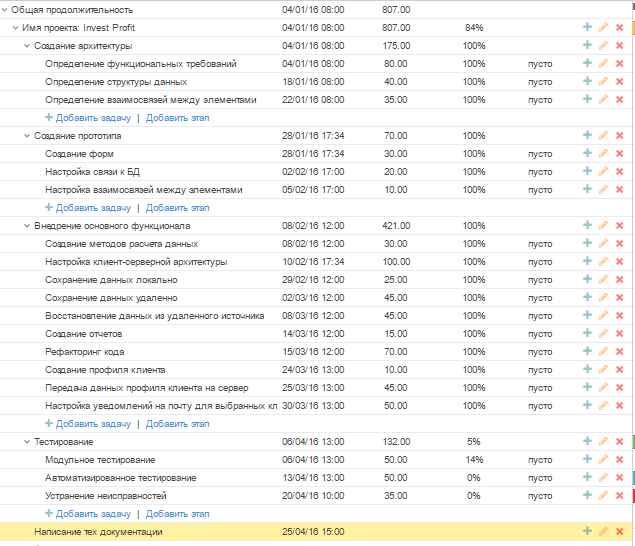 Общая продолжительность 04/01/16 08:00 807.00
Имя проекта: Invest Profit 04/01/16 08:00 807.00 84%
Создание архитектуры 04/01/16 08:00 175.00 100%
Определение функциональных требований 04/01/16 08:00 80.00 100% пусто
Определение структуры данных 18/01/16 08:00 40.00 100% пусто
Определение взаимосвязей между элементами 22/01/16 08:00 35.00 100% пусто
Добавить задачу | Добавить этап
Создание прототипа 28/01/16 17:34 70.00 100%
Создание форм 28/01/16 17:34 30.00 100% пусто
Настройка связи к БД 02/02/16 17:00 20.00 100% пусто
Настройка взаимосвязей между элементами 05/02/16 17:00 10.00 100% пусто
Добавить задачу | Добавить этап
Внедрение основного функционала 08/02/16 12:00 421.00 100%
Создание методов расчета данных 08/02/16 12:00 30.00 100% пусто
Настройка клиент-серверной архитектуры 10/02/16 17:34 100.00 100% пусто
Сохранение данных локально 29/02/16 12:00 25.00 100% пусто
Сохранение данных удаленно 02/03/16 12:00 45.00 100% пусто
Восстановление данных из удаленного источника 08/03/16 12:00 45.00 100% пусто
Создание отчетов 14/03/16 12:00 15.00 100% пусто
Рефакторинг кода 15/03/16 12:00 70.00 100% пусто
Создание профиля клиента 24/03/16 13:00 10.00 100% пусто
Передача данных профиля клиента на сервер 25/03/16 13:00 45.00 100% пусто
Настройка уведомлений на почту для выбранных кл 30/03/16 13:00 50.00 100% пусто
Добавить задачу | Добавить этап
Тестирование 06/04/16 13:00 132.00 5%
Модульное тестирование 06/04/16 13:00 50.00 14% пусто
Автоматизированное тестирование 13/04/16 13:00 50.00 0% пусто
Устранение неисправностей 20/04/16 10:00 35.00 0% пусто
Добавить задачу | Добавить этап
Написание тех документации 25/04/16 15:00